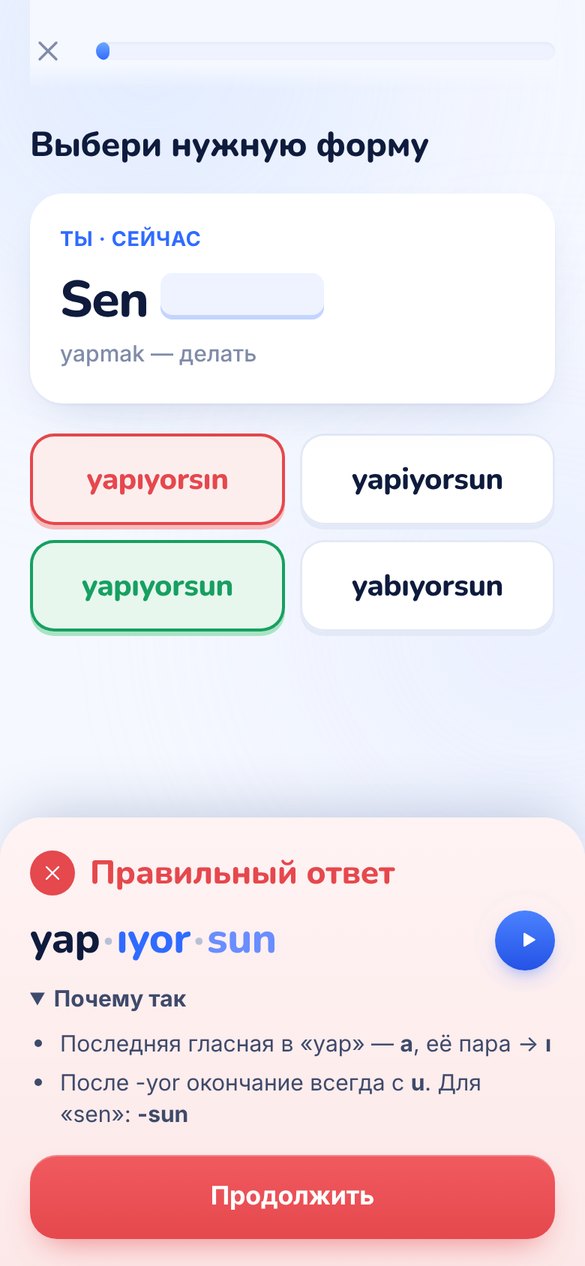 Выбери нужную форму
ТЫ · СЕЙЧАС
Sen
yapmak — делать
yapıyorsın
yapiyorsun
yapıyorsun
yabıyorsun
Правильный ответ
yap·ıyor·sun
▼ Почему так
• Последняя гласная в «yap» — a, её пара → ı
• После -yor окончание всегда с u. Для
«sen»: -sun
Продолжить